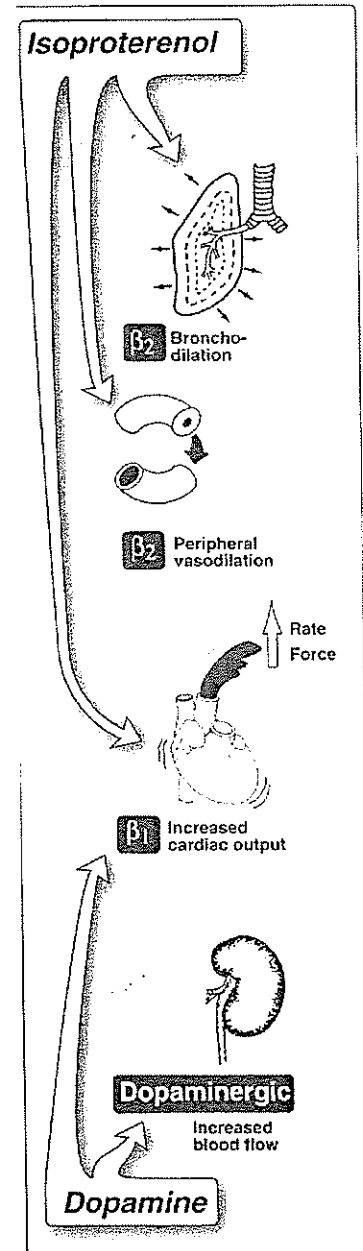 Isoproterenol
β2 Broncho-
dilation
β2 Peripheral
vasodilation
Rate
Force
β1 Increased
cardiac output
Dopaminergic
Increased
blood flow
Dopamine